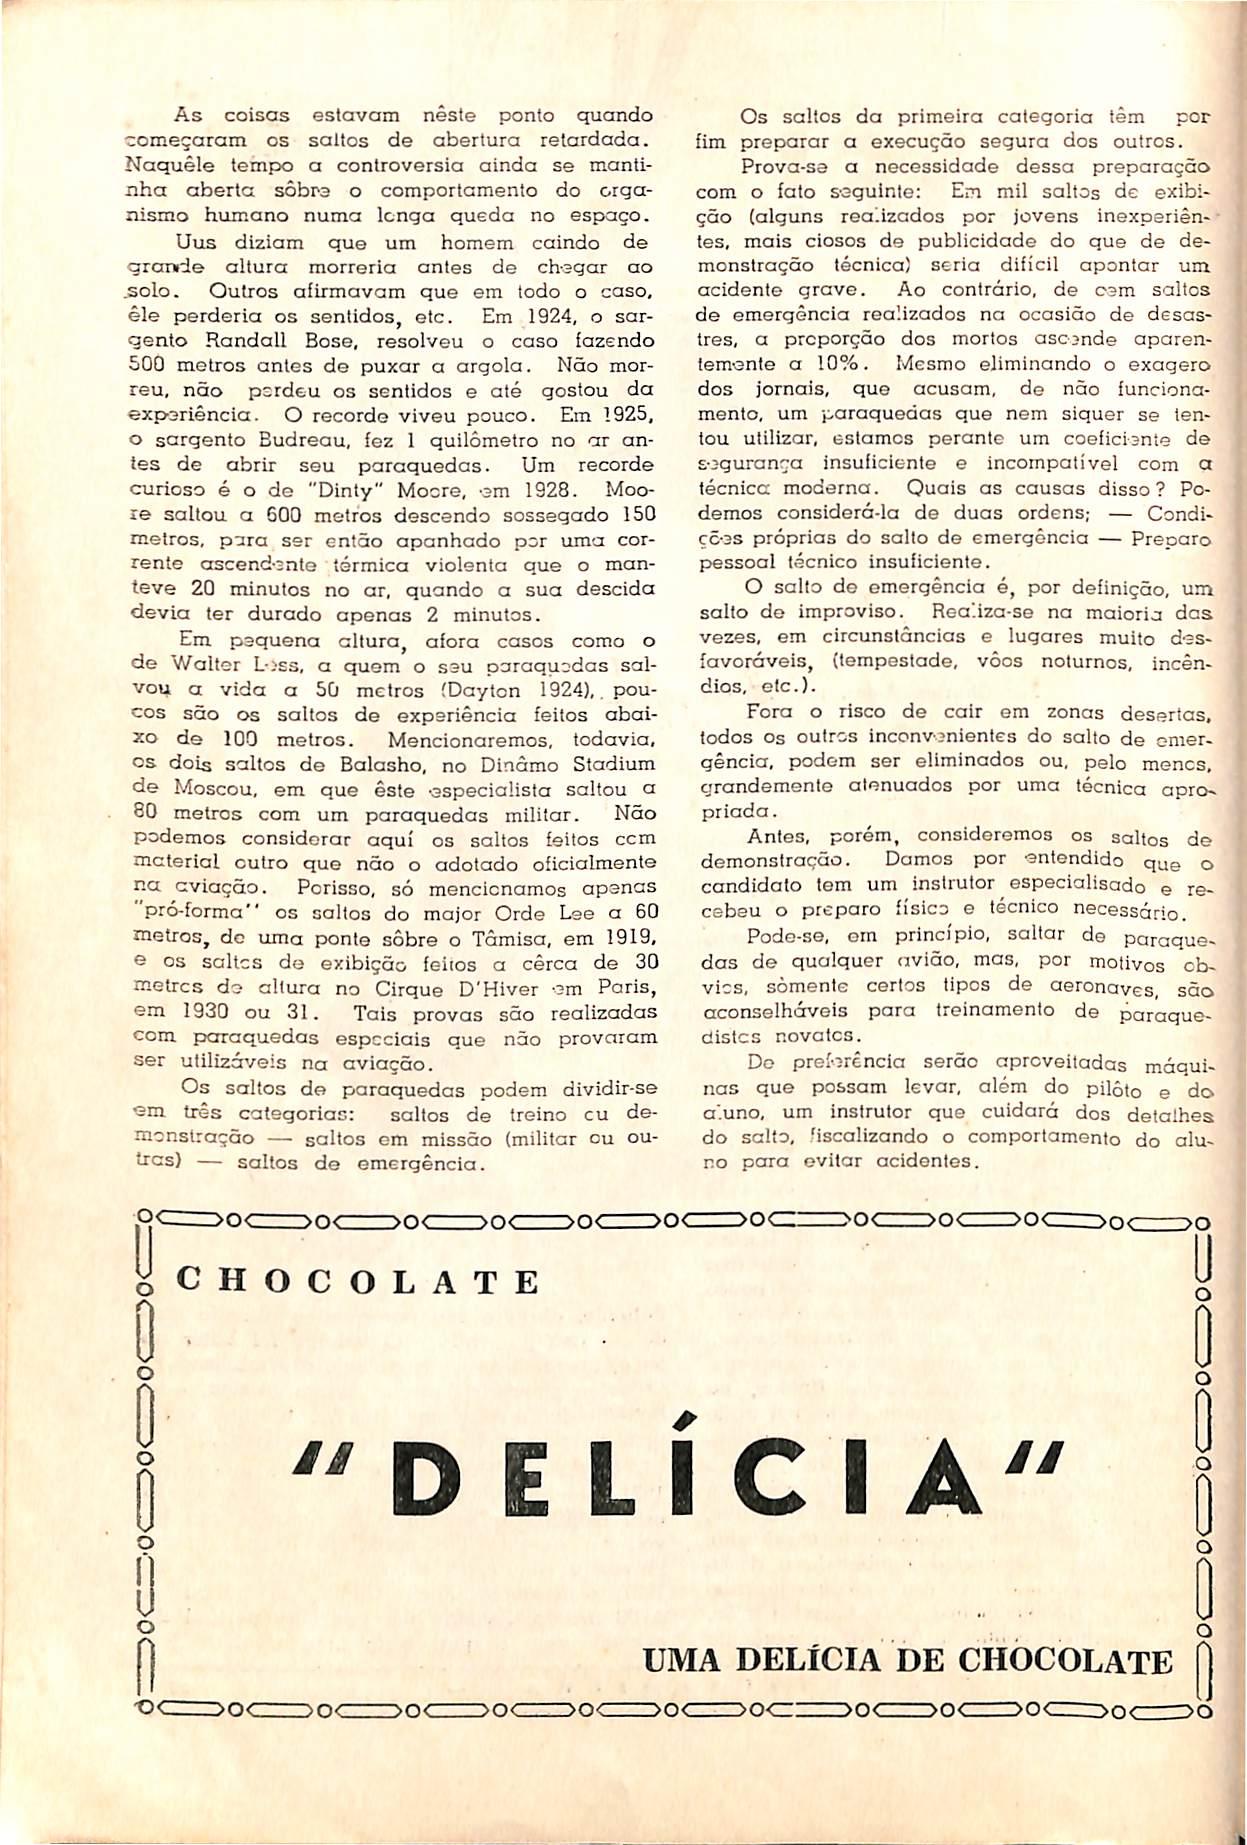 As coisas estavam nêste ponto quando
começaram os saltos de abertura retardada.
Naquêle tempo a controversia ainda se manti-
nha aberta sôbre o comportamento do orga-
nismo humano numa longa queda no espaço.
Uus diziam que um homem caindo de
grande altura morreria antes de chegar ao
solo. Outros afirmavam que em todo o caso,
êle perderia os sentidos, etc. Em 1924, o sar-
gento Randall Bose, resolveu o caso fazendo
500 metros antes de puxar a argola. Não mor-
reu, não perdeu os sentidos e até gostou da
experiência. O recorde viveu pouco. Em 1925,
o sargento Budreau, fez 1 quilômetro no ar an-
tes de abrir seu paraquedas. Um recorde
curioso é o de "Dinty" Moore, em 1928. Moo-
re saltou a 600 metros descendo sossegado 150
metros, para ser então apanhado por uma cor-
rente ascendente térmica violenta que o man-
teve 20 minutos no ar, quando a sua descida
devia ter durado apenas 2 minutos.
Em pequena altura, afora casos como o
de Walter Less, a quem o seu paraquedas sal-
vou a vida a 50 metros (Dayton 1924), pou-
cos são os saltos de experiência feitos abai-
xo de 100 metros. Mencionaremos, todavia,
os dois saltos de Balasho, no Dinâmo Stadium
de Moscou, em que êste especialista saltou a
80 metros com um paraquedas militar. Não
podemos considerar aquí os saltos feitos com
material outro que não o adotado oficialmente
na aviação. Porisso, só mencionamos apenas
"pró-forma" os saltos do major Orde Lee a 60
metros, de uma ponte sôbre o Tâmisa, em 1919,
e os saltos de exibição feitos a cêrca de 30
metros de altura no Cirque D'Hiver em Paris,
em 1930 ou 31. Tais provas são realizadas
com paraquedas especiais que não provaram
ser utilizáveis na aviação.
Os saltos de paraquedas podem dividir-se
em três categorias: saltos de treino ou de-
monstração — saltos em missão (militar ou ou-
tras) — saltos de emergência.
Os saltos da primeira categoria têm por
fim preparar a execução segura dos outros.
Prova-se a necessidade dessa preparação
com o fato seguinte: Em mil saltos de exibi-
ção (alguns realizados por jovens inexperiên-
tes, mais ciosos de publicidade do que de de-
monstração técnica) seria difícil apontar um
acidente grave. Ao contrário, de cem saltos
de emergência realizados na ocasião de desas-
tres, a proporção dos mortos ascende aparen-
temente a 10%. Mesmo eliminando o exagero
dos jornais, que acusam, de não funciona-
mento, um paraquedas que nem siquer se ten-
tou utilizar, estamos perante um coeficiente de
segurança insuficiente e incompatível com a
técnica moderna. Quais as causas disso? Po-
demos considerá-la de duas ordens; — Condi-
ções próprias do salto de emergência — Preparo
pessoal técnico insuficiente.
O salto de emergência é, por definição, um
salto de improviso. Realiza-se na maioria das
vezes, em circunstâncias e lugares muito des-
favoráveis, (tempestade, vôos noturnos, incên-
dios, etc.).
Fora o risco de cair em zonas desertas,
todos os outros inconvenientes do salto de emer-
gência, podem ser eliminados ou, pelo menos,
grandemente atenuados por uma técnica apro-
priada.
Antes, porém, consideremos os saltos de
demonstração. Damos por entendido que o
candidato tem um instrutor especialisado e re-
cebeu o preparo físico e técnico necessário.
Pode-se, em princípio, saltar de paraque-
das de qualquer avião, mas, por motivos ob-
vios, sòmente certos tipos de aeronaves, são
aconselháveis para treinamento de paraque-
distas novatos.
De preferência serão aproveitadas máqui-
nas que possam levar, além do pilôto e do
aluno, um instrutor que cuidará dos detalhes
do salto, fiscalizando o comportamento do alu-
no para evitar acidentes.
CHOCOLATE
"DELÍCIA"
UMA DELÍCIA DE CHOCOLATE